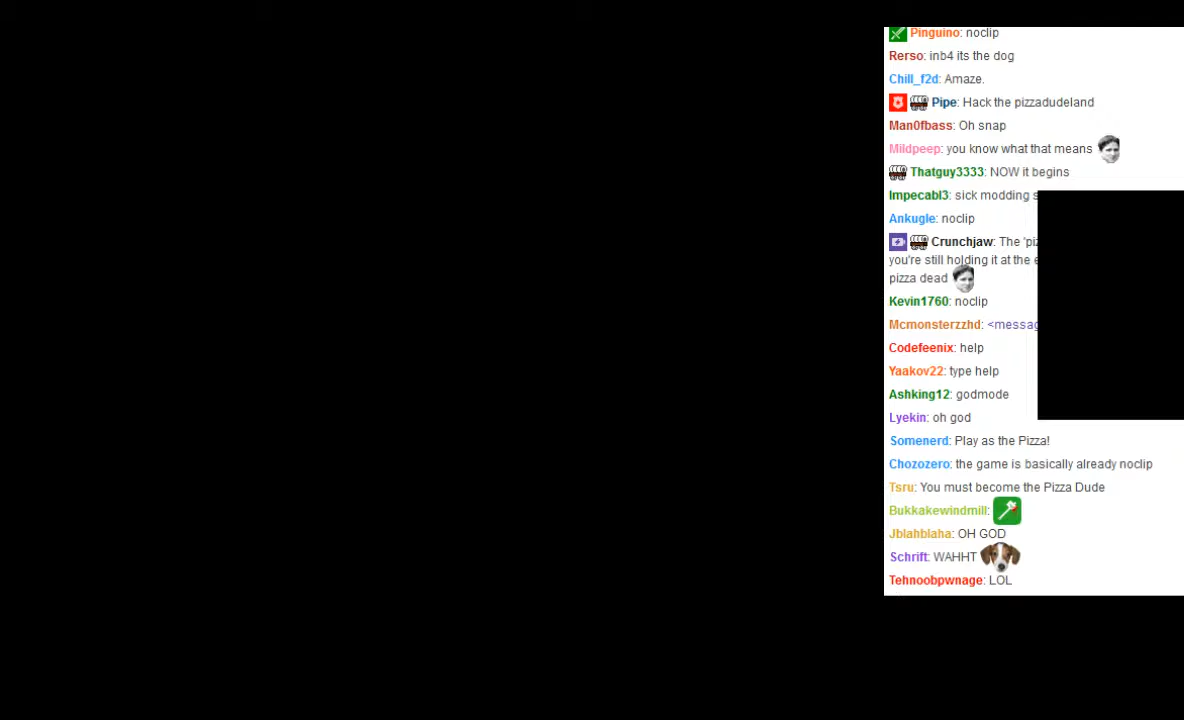 Pinguino: noclip
Rerso: inb4 its the dog
Chill_f2d: Amaze.
Pipe: Hack the pizzadudeland
Man0fbass: Oh snap
Mildpeep: you know what that means
Thatguy3333: NOW it begins
Impecabl3: sick modding
Ankugle: noclip
Crunchjaw: The
you're still holding it at the
pizza dead
Kevin1760: noclip
Mcmonsterzzhd:
Codefeenix: help
Yaakov22: type help
Ashking12: godmode
Lyekin: oh god
Somenerd: Play as the Pizza!
Chozozero: the game is basically already noclip
Tsru: You must become the Pizza Dude
Bukkakewindmill:
Jblahblaha: OH GOD
Schrift: WAHHT
Tehnoobpwnage: LOL